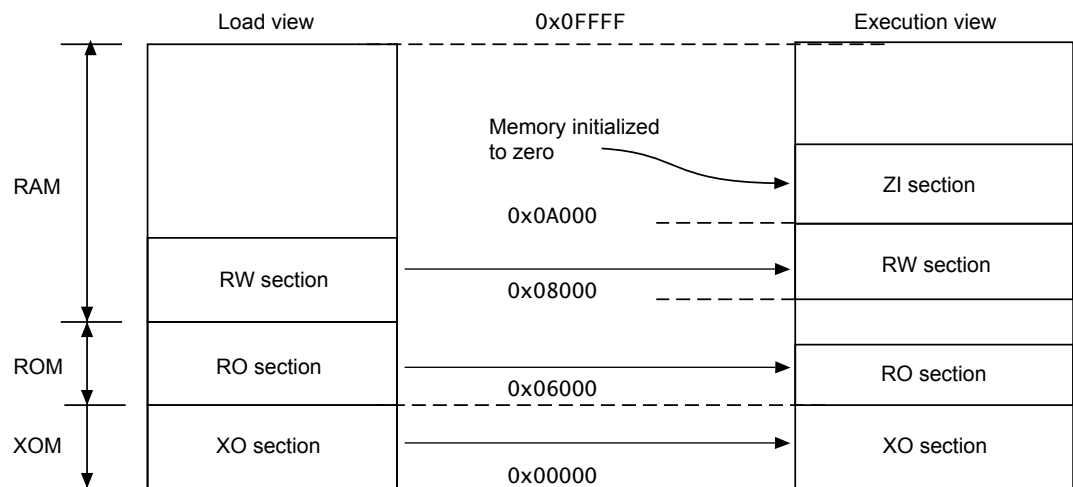 Load view
0x0FFFF
Execution view
Memory initialized
to zero
RAM
ZI section
0x0A000
RW section
RW section
0x08000
ROM
RO section
RO section
0x06000
XOM
XO section
XO section
0x00000